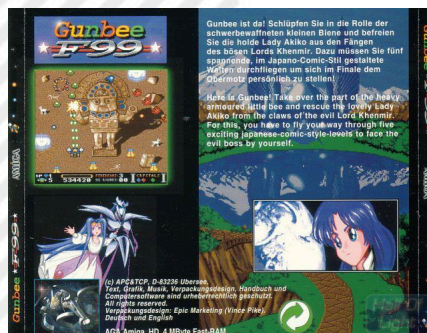 Gunbee
F-99
Gunbee ist da! Schlüpfen Sie in die Rolle der
schwerbewaffneten kleinen Biene und befreien
Sie die holde Lady Akiko aus den Fängen
des bösen Lords Khenmir. Dazu müssen Sie fünf
spannende, im Japano-Comic-Stil gestaltete
Welten durchfliegen um sich im Finale dem
Obermotz persönlich zu stellen!
Here is Gunbee! Take over the part of the heavy
armoured little bee and rescue the lovely Lady
Akiko from the claws of the evil Lord Khenmir.
For this, you have to fly your way through five
exciting japanese-comic-style-levels to face the
evil boss by yourself.
534420
(c) APC&TCP, D-83236 Übersee.
Text, Grafik, Musik, Verpackungsdesign, Handbuch und
Computersoftware sind urheberrechtlich geschützt.
All rights reserved.
Verpackungsdesign: Epic Marketing (Vince Pike).
Deutsch und English
AGA Amiga, HD, 4 MByte Fast-RAM
Gunbee F-99
AMIGA